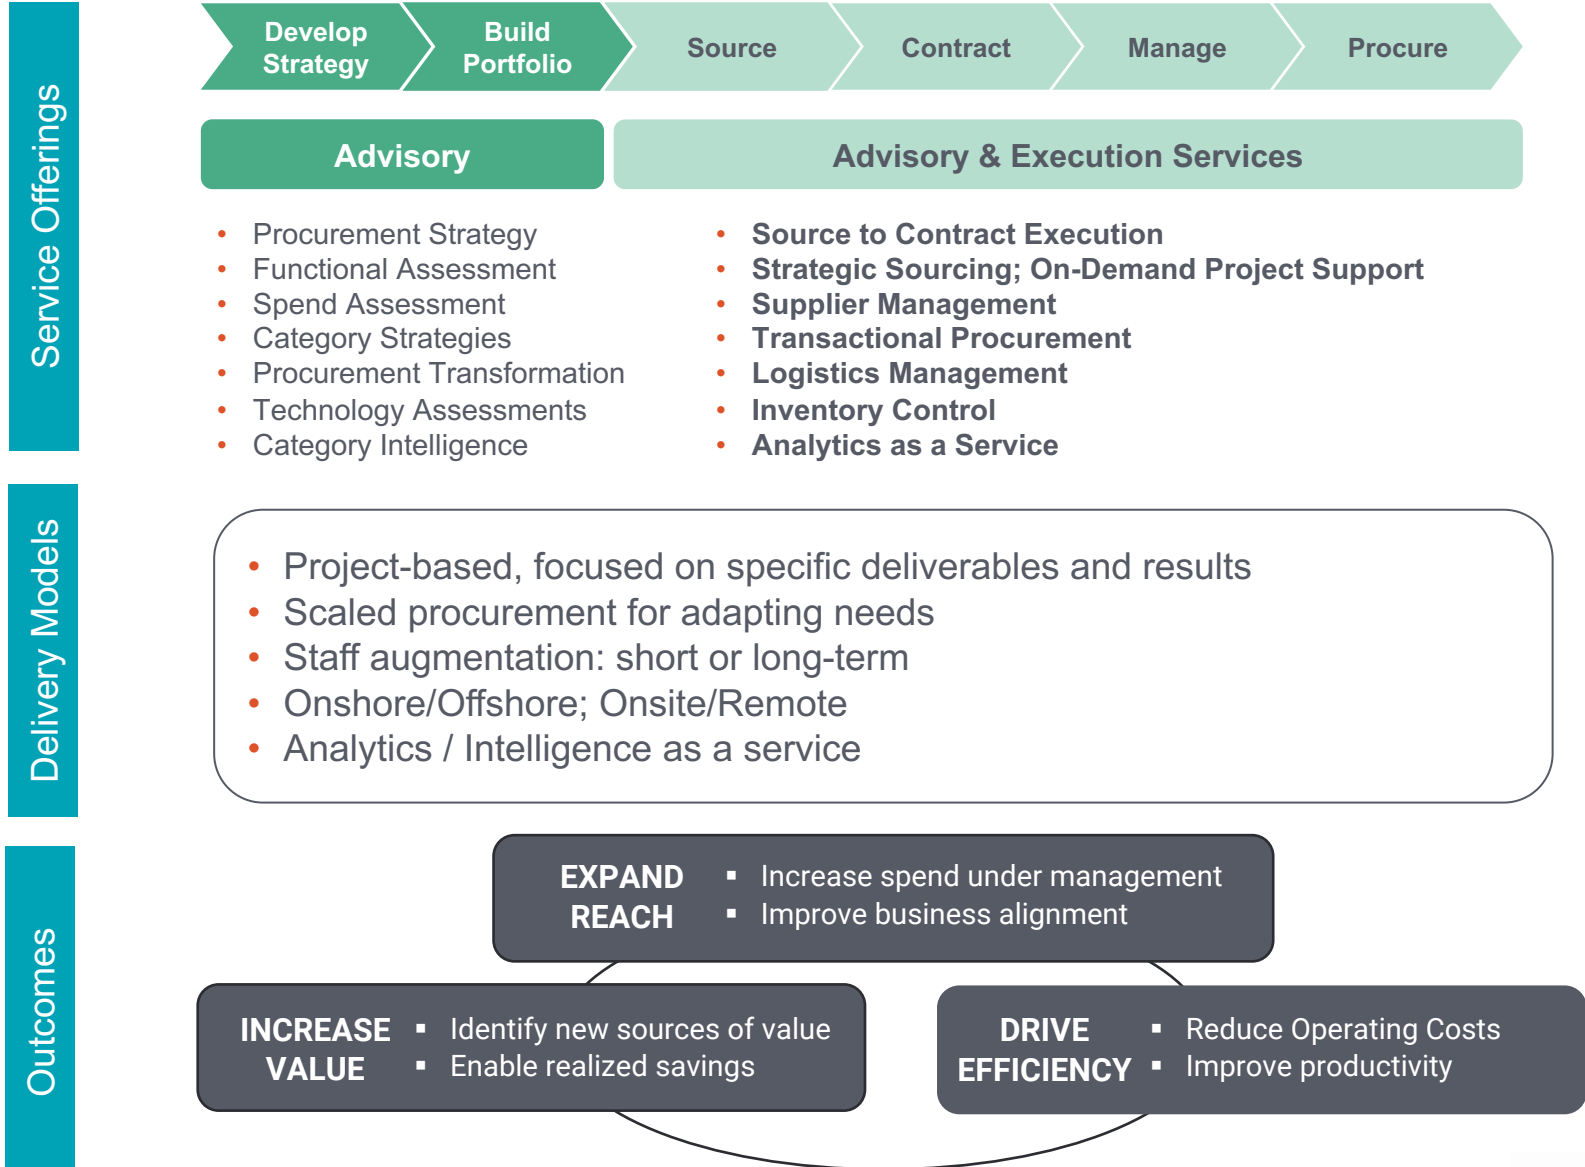 Service Offerings
Develop
Strategy
Build
Portfolio
Source
Contract
Manage
Procure
Advisory
Advisory & Execution Services
• Procurement Strategy
• Functional Assessment
• Spend Assessment
• Category Strategies
• Procurement Transformation
• Technology Assessments
• Category Intelligence
• Source to Contract Execution
• Strategic Sourcing; On-Demand Project Support
• Supplier Management
• Transactional Procurement
• Logistics Management
• Inventory Control
• Analytics as a Service
Delivery Models
• Project-based, focused on specific deliverables and results
• Scaled procurement for adapting needs
• Staff augmentation: short or long-term
• Onshore/Offshore; Onsite/Remote
• Analytics / Intelligence as a service
Outcomes
EXPAND
REACH
▪ Increase spend under management
▪ Improve business alignment
INCREASE
VALUE
▪ Identify new sources of value
▪ Enable realized savings
DRIVE
EFFICIENCY
▪ Reduce Operating Costs
▪ Improve productivity